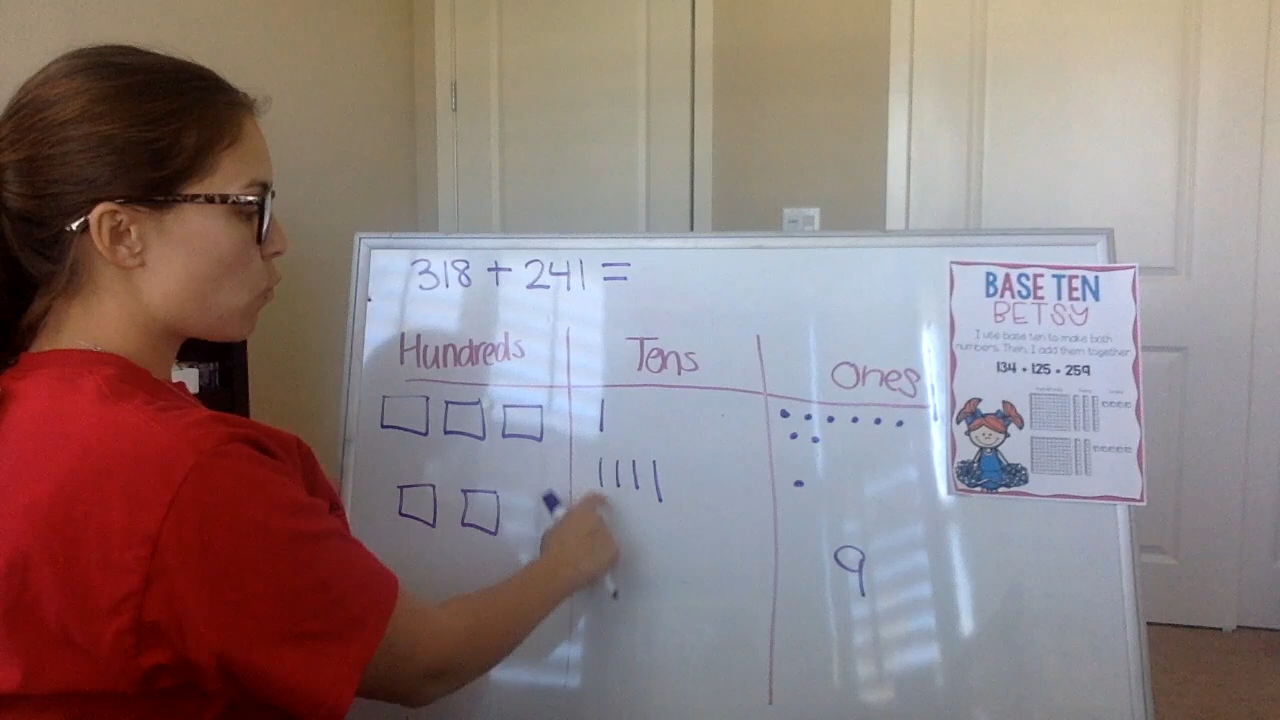 318 + 241 =
Hundreds Tens Ones
9
BASE TEN
BETSY
I use base ten to make both
numbers. Then, I add them together.
134 + 125 = 259